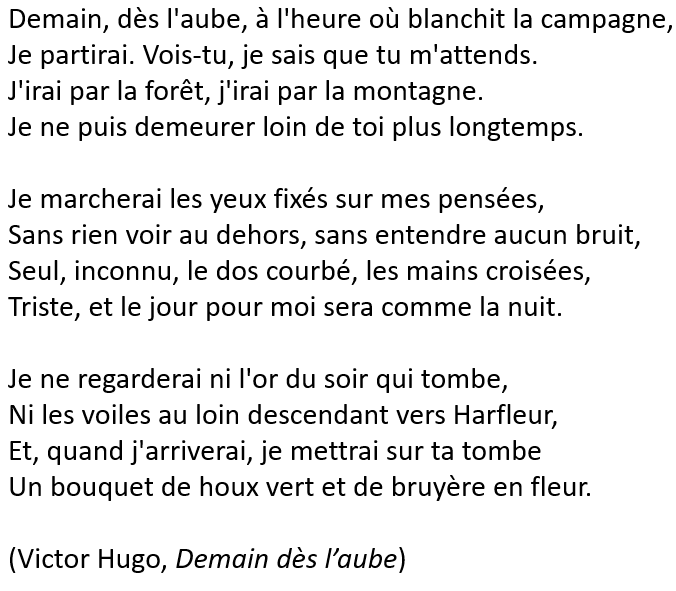 Demain, dès l'aube, à l'heure où blanchit la campagne,
Je partirai. Vois-tu, je sais que tu m'attends.
J'irai par la forêt, j'irai par la montagne.
Je ne puis demeurer loin de toi plus longtemps.

Je marcherai les yeux fixés sur mes pensées,
Sans rien voir au dehors, sans entendre aucun bruit,
Seul, inconnu, le dos courbé, les mains croisées,
Triste, et le jour pour moi sera comme la nuit.

Je ne regarderai ni l'or du soir qui tombe,
Ni les voiles au loin descendant vers Harfleur,
Et, quand j'arriverai, je mettrai sur ta tombe
Un bouquet de houx vert et de bruyère en fleur.

(Victor Hugo, Demain dès l’aube)